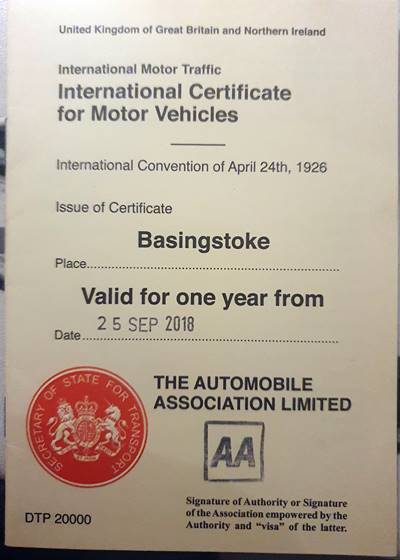 United Kingdom of Great Britain and Northern Ireland
International Motor Traffic
International Certificate
for Motor Vehicles
International Convention of April 24th, 1926
Issue of Certificate
Basingstoke
Place
Valid for one year from
Date 25 SEP 2018
SECRETARY OF STATE FOR TRANSPORT
THE AUTOMOBILE
ASSOCIATION LIMITED
AA
Signature of Authority or Signature
of the Association empowered by the
Authority and “visa” of the latter.
DTP 20000